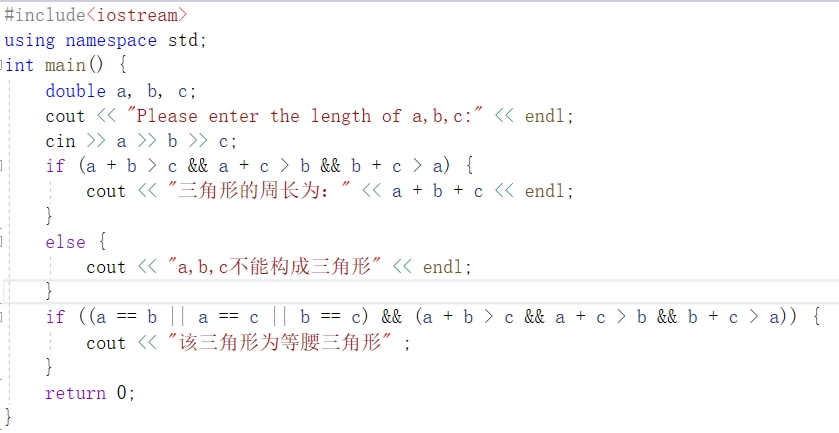 #include<iostream>
using namespace std;
int main() {
double a, b, c;
cout << "Please enter the length of a,b,c:" << endl;
cin >> a >> b >> c;
if (a + b > c && a + c > b && b + c > a) {
cout << "三角形的周长为：" << a + b + c << endl;
}
else {
cout << "a,b,c不能构成三角形" << endl;
}
if ((a == b || a == c || b == c) && (a + b > c && a + c > b && b + c > a)) {
cout << "该三角形为等腰三角形" ;
}
return 0;
}